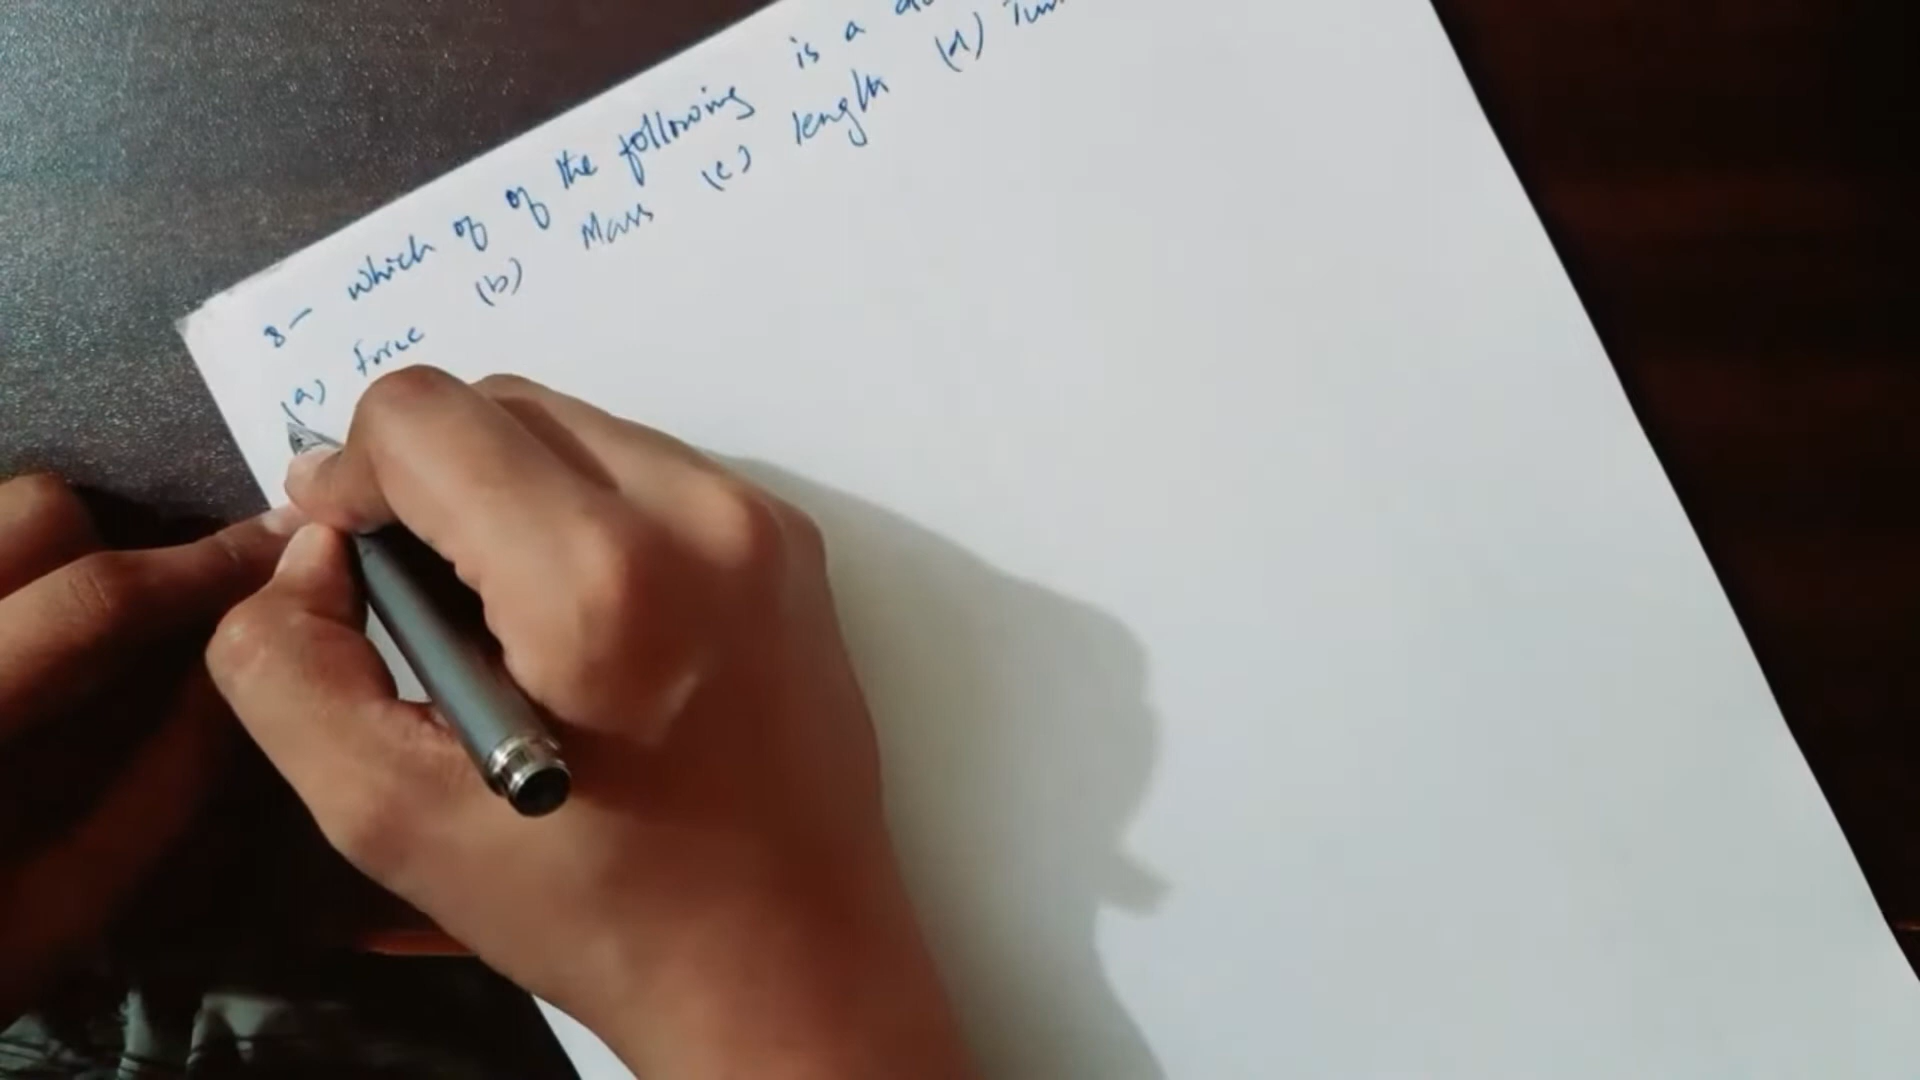 8- which of of the following is a
(a) force (b) Mass (c) length (d)